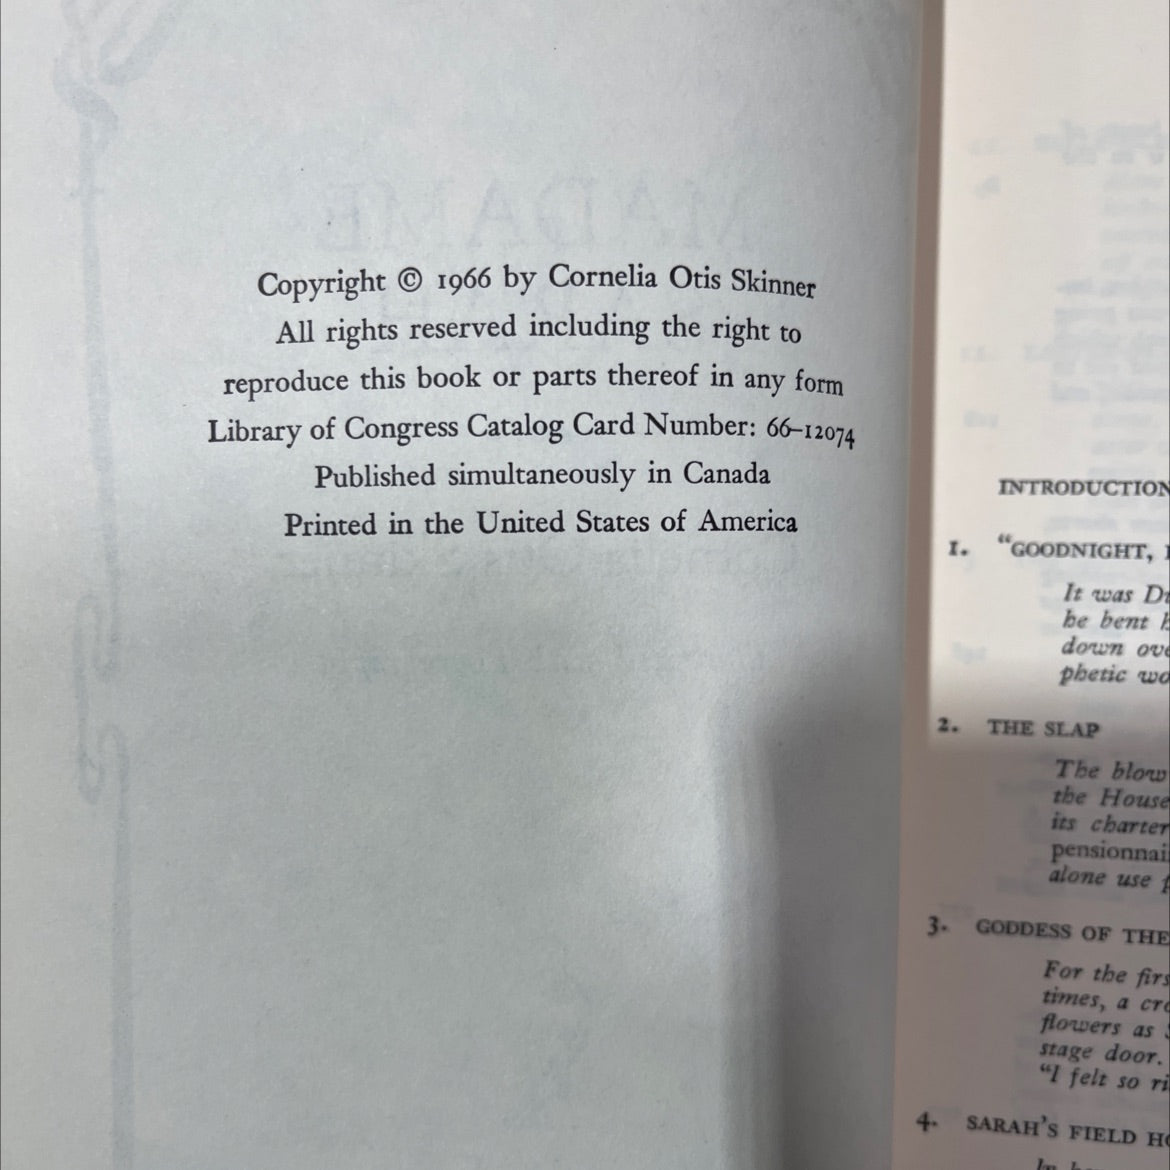 Copyright © 1966 by Cornelia Otis Skinner
All rights reserved including the right to
reproduce this book or parts thereof in any form
Library of Congress Catalog Card Number: 66-12074
Published simultaneously in Canada
Printed in the United States of America
INTRODUCTION
1. "GOODNIGHT,
It was
he bent
down
phetic
2. THE SLAP
The blow
the House
its charter
alone use
3. GODDESS OF THE
For the
times, a
flowers as
stage door.
"I felt so
4. SARAH'S FIELD